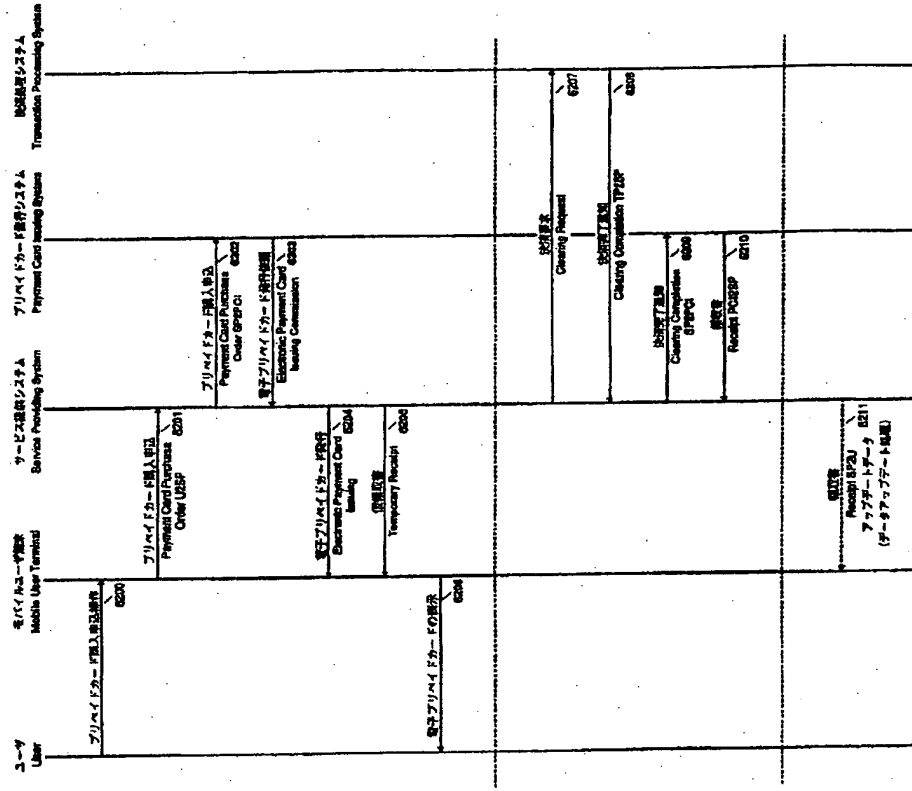 ユーザ
User
モバイルユーザ端末
Mobile User Terminal
サービス提供システム
Service Providing System
プリペイドカード発行システム
Payment Card Issuing System
決済処理システム
Transaction Processing System
プリペイドカード購入申込操作
6200
プリペイドカード購入申込
6201
Payment Card Purchase
Order U2SP
プリペイドカード購入申込
6202
Payment Card Purchase
Order SP2PCI
電子プリペイドカード発行依頼
6203
Electronic Payment Card
Issuing Commission
電子プリペイドカード発行
6204
Electronic Payment Card
Issuing
仮領収書
6205
Temporary Receipt
電子プリペイドカードの表示
6206
決済要求
6207
Clearing Request
決済完了通知
6208
Clearing Completion TP2SP
決済完了通知
6209
Clearing Completion
SP2PCI
領収書
6210
Receipt PCI2SP
領収書
6211
Receipt SP2U
アップデートデータ
(データアップデート処理)